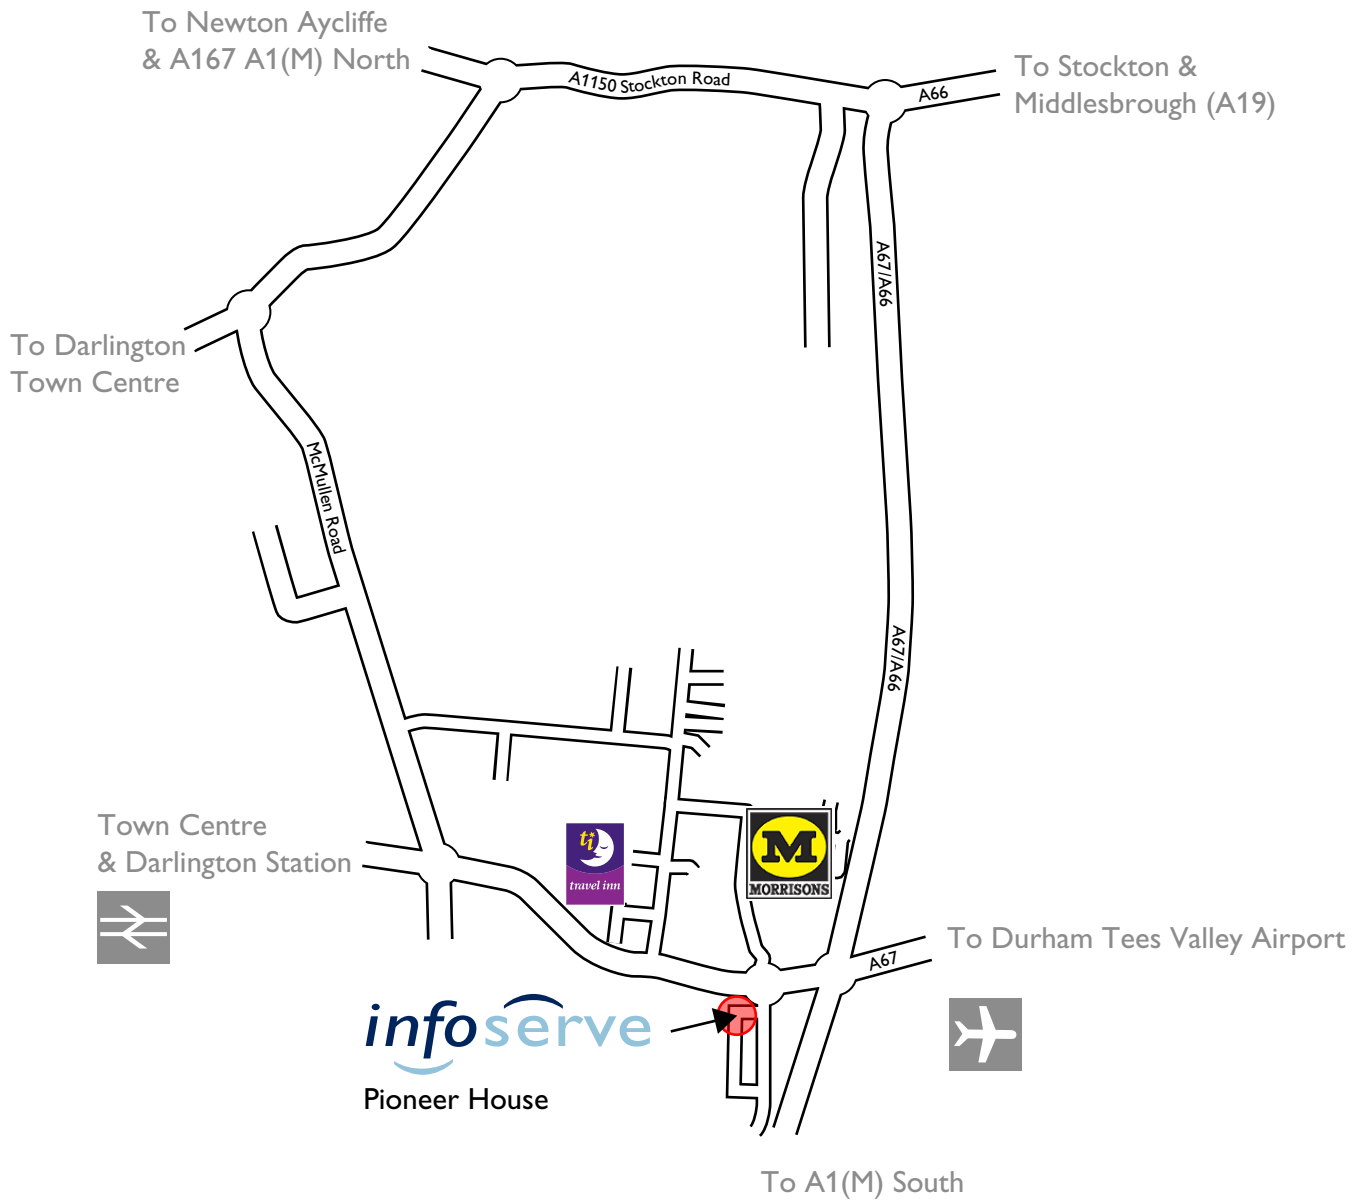 To Newton Aycliffe
& A167 A1(M) North
A1150 Stockton Road
A66
To Stockton &
Middlesbrough (A19)
A67/A66
To Darlington
Town Centre
McMullen Road
A67/A66
Town Centre
& Darlington Station
ti
travel inn
M
MORRISONS
To Durham Tees Valley Airport
A67
infoserve
Pioneer House
To A1(M) South